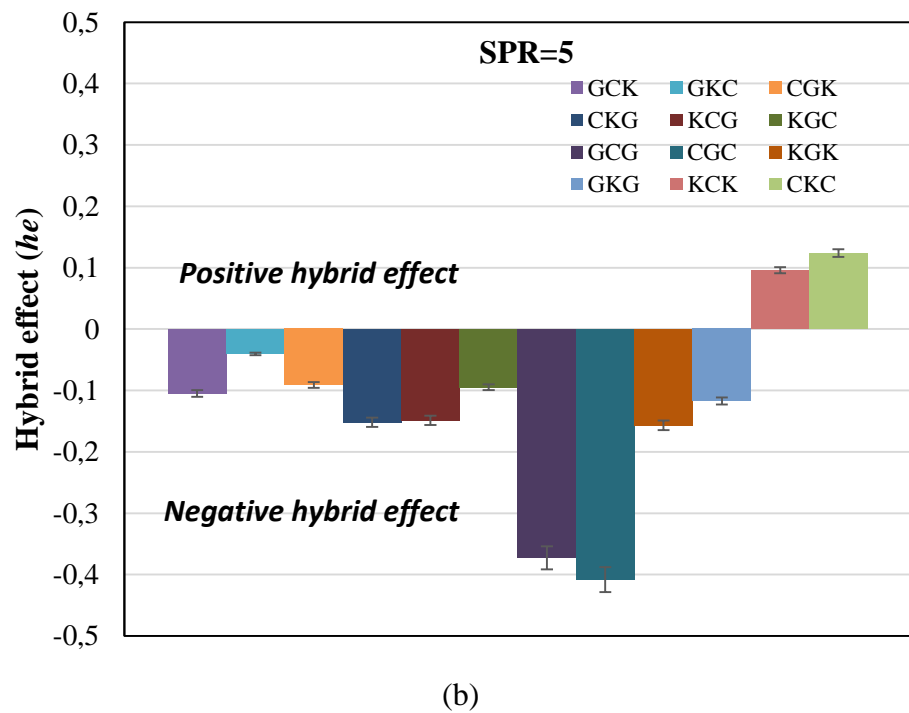 SPR=5
GCK GKC CGK
CKG KCG KGC
GCG CGC KGK
GKG KCK CKC
Hybrid effect (he)
0,5
0,4
0,3
0,2
0,1
0
-0,1
-0,2
-0,3
-0,4
-0,5
Positive hybrid effect
Negative hybrid effect
(b)